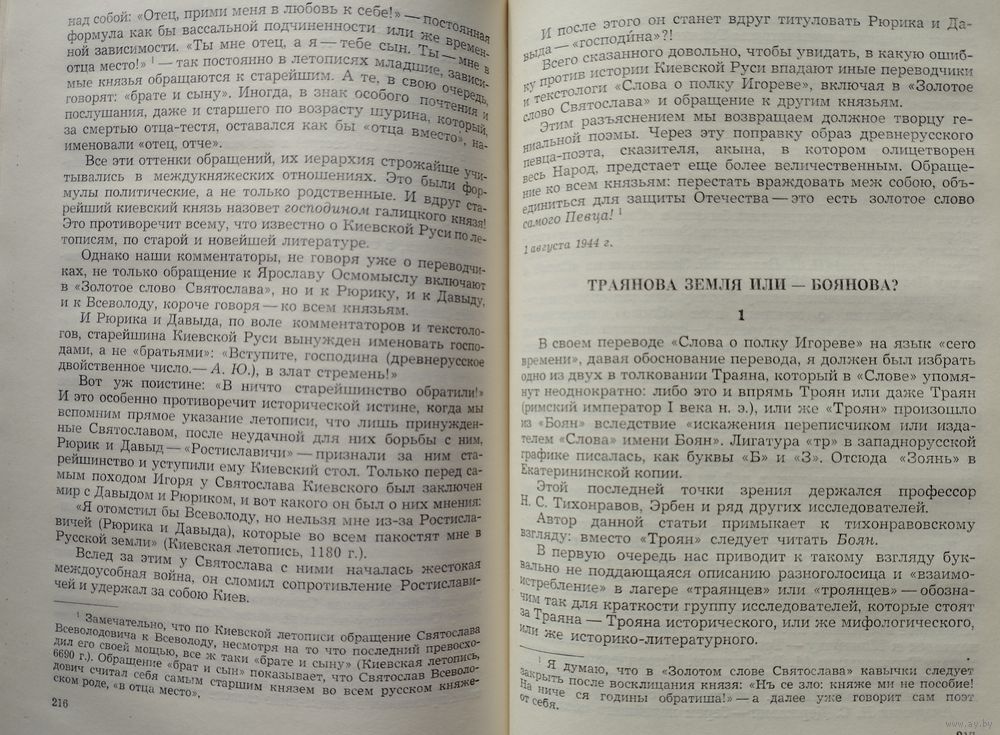 над собой: «Отец, прими меня в любовь к себе!» — постоянная
формула как бы вассальной подчиненности или же времен-
ной зависимости. «Ты мне отец, а я — тебе сын. Ты — мне в
отца место!» ¹ — так постоянно в летописях младшие, зависи-
мые князья обращаются к старейшим. А те, в свою очередь,
говорят: «брате и сыну». Иногда, в знак особого почтения и
послушания, даже и старшего по возрасту шурина, который,
за смертью отца-тестя, оставался как бы «отца вместо», на-
именовали «отец, отче».
Все эти оттенки обращений, их иерархия строжайше учи-
тывались в междукняжеских отношениях. Это были фор-
мулы политические, а не только родственные. И вдруг ста-
рейший киевский князь назовет господином галицкого князя!
Это противоречит всему, что известно о Киевской Руси по ле-
тописям, по старой и новейшей литературе.
Однако наши комментаторы, не говоря уже о переводчи-
ках, не только обращение к Ярославу Осмомыслу включают
в «Золотое слово Святослава», но и к Рюрику, и к Давыду,
и к Всеволоду, короче говоря — ко всем князьям.
И Рюрика и Давыда, по воле комментаторов и текстоло-
гов, старейшина Киевской Руси вынужден именовать госпо-
дами, а не «братьями»: «Вступите, господина (древнерусское
двойственное число.— А. Ю.), в злат стремень!»
Вот уж поистине: «В ничто старейшинство обратили!»
И это особенно противоречит исторической истине, когда мы
вспомним прямое указание летописи, что лишь принужден-
ные Святославом, после неудачной для них борьбы с ним,
Рюрик и Давыд — «Ростиславичи» — признали за ним ста-
рейшинство и уступили ему Киевский стол. Только перед са-
мым походом Игоря у Святослава Киевского был заключен
мир с Давыдом и Рюриком, и вот какого он был о них мнения:
«Я отомстил бы Всеволоду, но нельзя мне из-за Ростисла-
вичей (Рюрика и Давыда), которые во всем пакостят мне в
Русской земли» (Киевская летопись, 1180 г.).
Вслед за этим у Святослава с ними началась жестокая
междоусобная война, он сломил сопротивление Ростислави-
чей и удержал за собою Киев.
¹ Замечательно, что по Киевской летописи обращение Святослава
Всеволодовича к Всеволоду, несмотря на то что последний превосхо-
дил его своей мощью, все ж таки «брате и сыну» (Киевская летопись,
6690 г.). Обращение «брат и сын» показывает, что Святослав Всеволо-
дович считал себя самым старшим князем во всем русском княже-
ском роде, «в отца место».
216
И после этого он станет вдруг титуловать Рюрика и Да-
выда — «господина»?!
Всего сказанного довольно, чтобы увидать, в какую ошиб-
ку против истории Киевской Руси впадают иные переводчики
и текстологи «Слова о полку Игореве», включая в «Золотое
слово Святослава» и обращение к другим князьям.
Этим разъяснением мы возвращаем должное творцу ге-
ниальной поэмы. Через эту поправку образ древнерусского
певца-поэта, сказителя, акына, в котором олицетворен
весь Народ, предстает еще более величественным. Обраще-
ние ко всем князьям: перестать враждовать меж собою, объ-
единиться для защиты Отечества — это есть золотое слово
самого Певца! ¹
1 августа 1944 г.
ТРАЯНОВА ЗЕМЛЯ ИЛИ — БОЯНОВА?
1
В своем переводе «Слова о полку Игореве» на язык «сего
времени», давая обоснование перевода, я должен был избрать
одно из двух в толковании Траяна, который в «Слове» упомя-
нут неоднократно: либо это и впрямь Троян или даже Траян
(римский император I века н. э.), или же «Троян» произошло
из «Боян» вследствие «искажения переписчиком или изда-
телем «Слова» имени Боян». Лигатура «тр» в западнорусской
графике писалась, как буквы «Б» и «З». Отсюда «Зоянь» в
Екатерининской копии.
Этой последней точки зрения держался профессор
Н. С. Тихонравов, Эрбен и ряд других исследователей.
Автор данной статьи примыкает к тихонравовскому
взгляду: вместо «Троян» следует читать Боян.
В первую очередь нас приводит к такому взгляду бук-
вально не поддающаяся описанию разноголосица и «взаимо-
истребление» в лагере «траянцев» или «троянцев» — обозна-
чим так для краткости группу исследователей, которые стоят
за Траяна — Трояна исторического, или же мифологического,
или же историко-литературного.
¹ Я думаю, что в «Золотом слове Святослава» кавычки следует
закрыть после восклицания князя: «Нъ се зло: княже ми не пособие!
На ниче ся годины обратиша!» — а далее уже говорит сам поэт
от себя.
www.ay.by